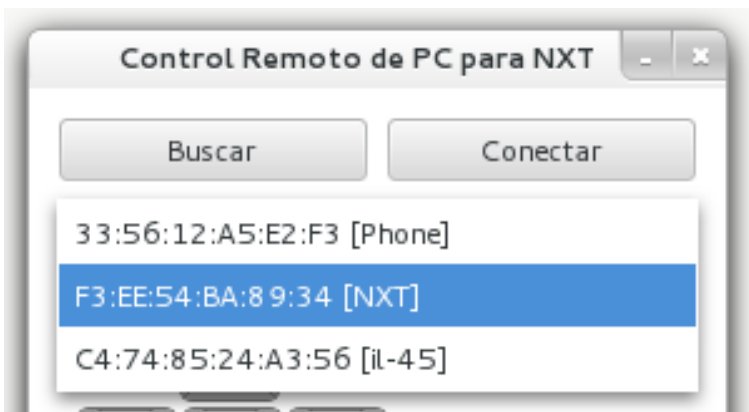 Control Remoto de PC para NXT
Buscar
Conectar
33:56:12:A5:E2:F3 [Phone]
F3:EE:54:BA:89:34 [NXT]
C4:74:85:24:A3:56 [il-45]